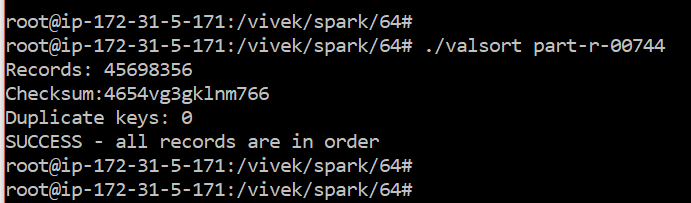 root@ip-172-31-5-171:/vivek/spark/64#
root@ip-172-31-5-171:/vivek/spark/64# ./valsort part-r-00744
Records: 45698356
Checksum:4654vg3gklnm766
Duplicate keys: 0
SUCCESS - all records are in order
root@ip-172-31-5-171:/vivek/spark/64#
root@ip-172-31-5-171:/vivek/spark/64#